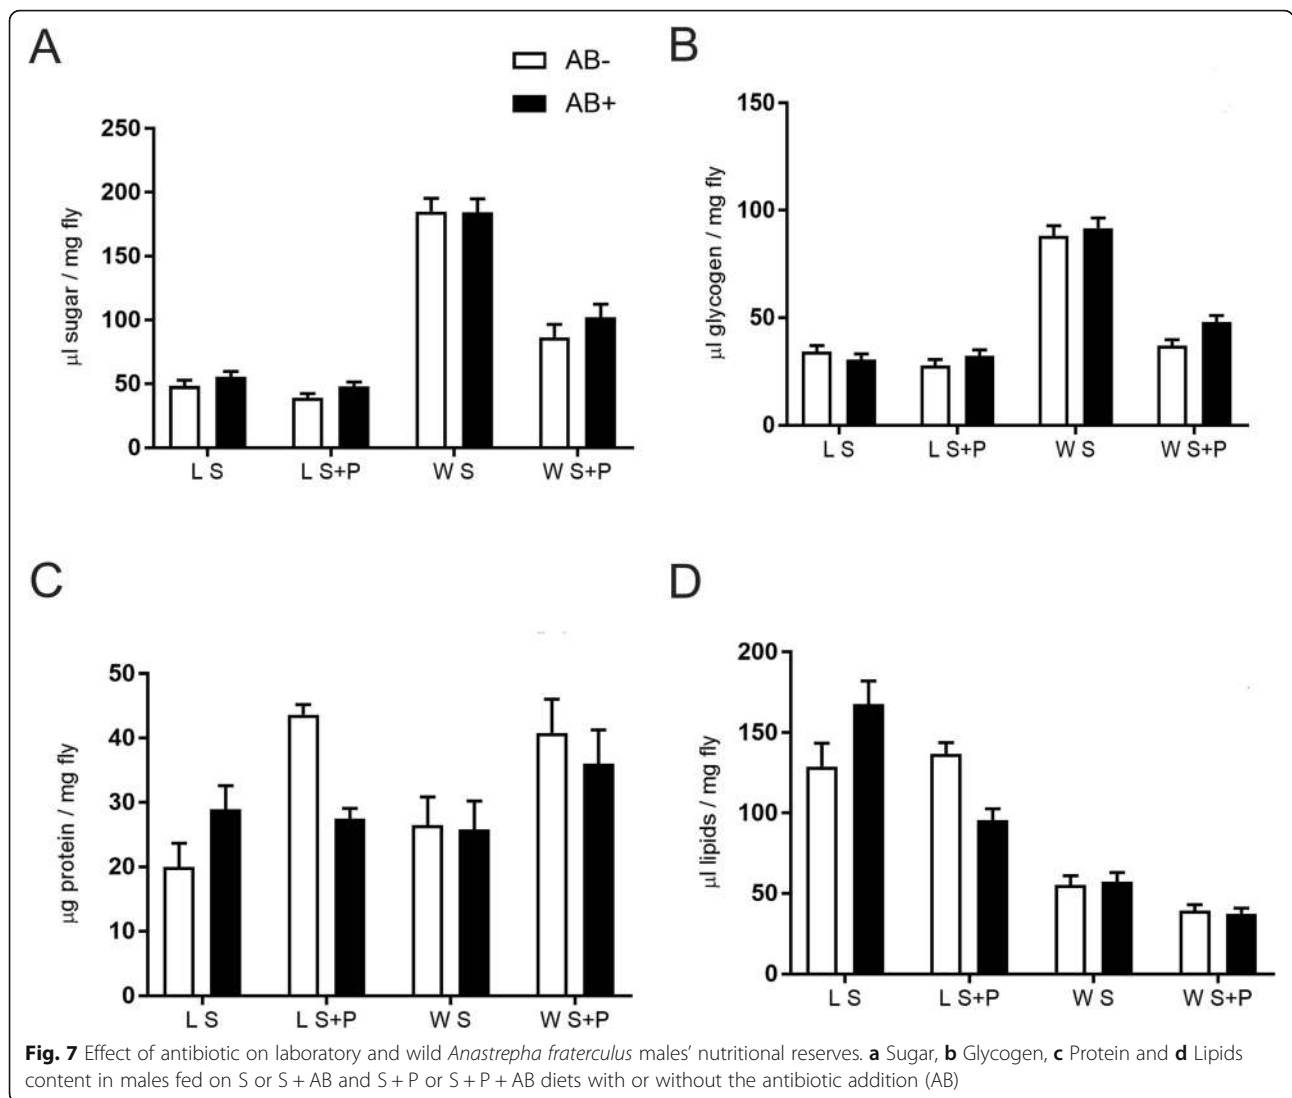 A
AB-
AB+
250
200
150
100
50
0
µl sugar / mg fly
L S
L S+P
W S
W S+P
B
150
100
50
0
µl glycogen / mg fly
L S
L S+P
W S
W S+P
C
50
40
30
20
10
0
µg protein / mg fly
L S
L S+P
W S
W S+P
D
200
150
100
50
0
µl lipids / mg fly
L S
L S+P
W S
W S+P
Fig. 7 Effect of antibiotic on laboratory and wild Anastrepha fraterculus males' nutritional reserves. a Sugar, b Glycogen, c Protein and d Lipids
content in males fed on S or S + AB and S + P or S + P + AB diets with or without the antibiotic addition (AB)